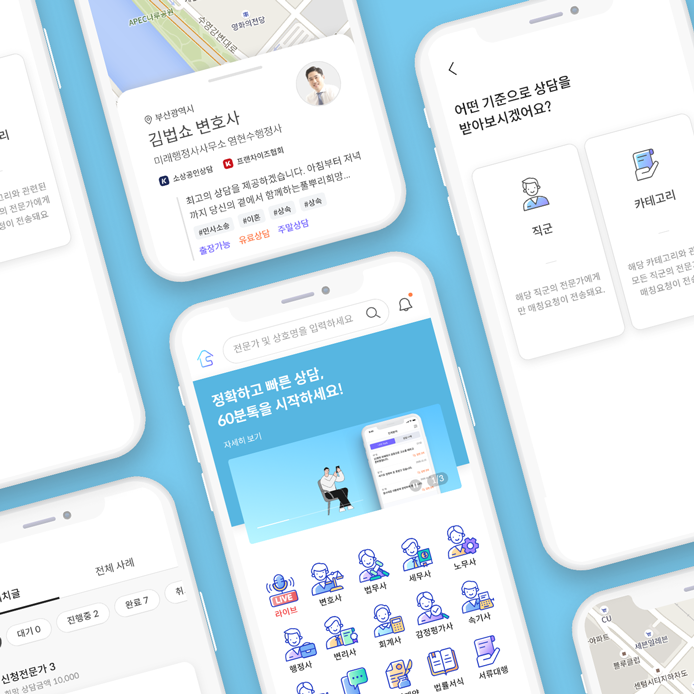 APEC나루공원
수영강변대로
영화의전당
부산광역시
김법쇼 변호사
미래행정사사무소 염현수행정사
소상공인상담
프랜차이즈협회
최고의 상담을 제공하겠습니다. 아침부터 저녁
까지 당신의 곁에서 함께하는풀뿌리희망...
#민사소송 #이혼 #상속 #상속
출장가능 유료상담 주말상담
어떤 기준으로 상담을
받아보시겠어요?
직군
해당 직군의 전문가에게
만 매칭요청이 전송돼요.
카테고리
해당 카테고리와 관
모든 직군의 전문가
매칭요청이 전송
리
고리와 관련된
의 전문가에게
성이 전송돼요
전문가 및 상호영을 입력하세요
정확하고 빠른 상담,
60분톡을 시작하세요!
자세히 보기
1/3
LIVE
라이브
변호사
법무사
세무사
노무사
행정사
변리사
회계사
감정평가사
속기사
법률서식
서류대행
치글
전체 사례
대기 0
진행중 2
완료 7
취
신청전문가 3
희망 상담금액 10,000
CU
아파트
세븐일레븐
벨루클럽
센텀시티지하차도